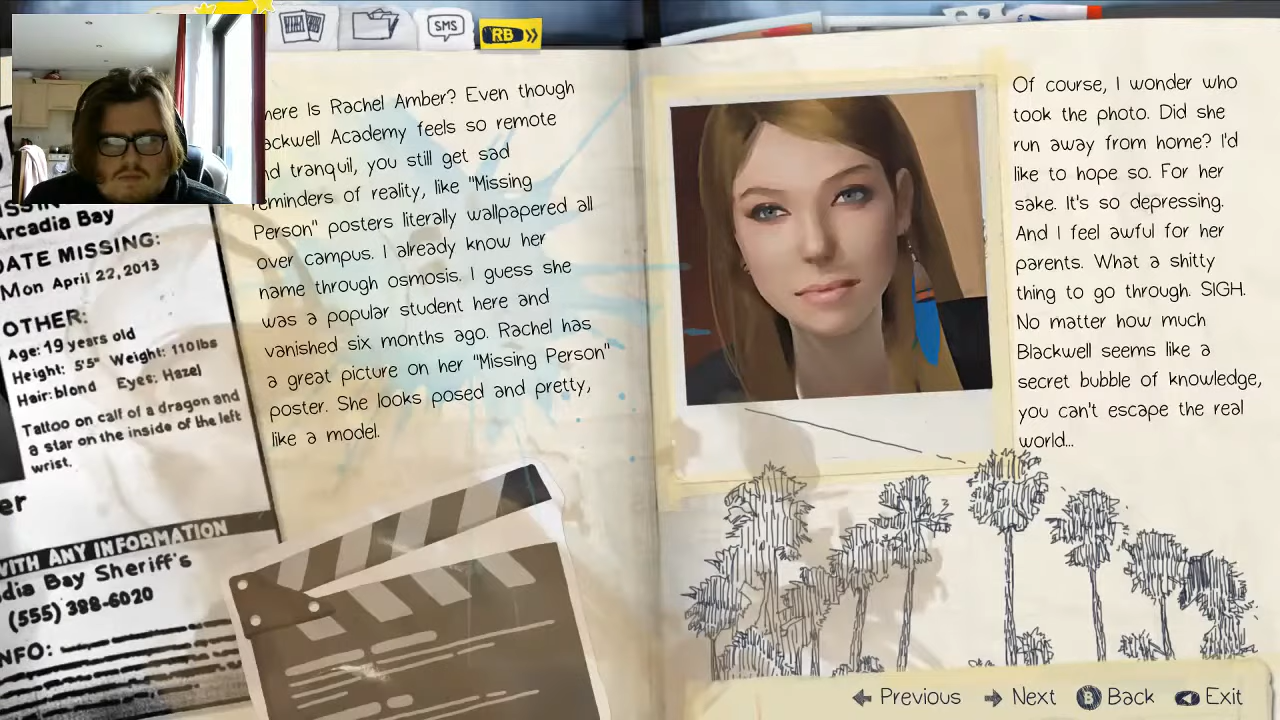 SMS
RB
Arcadia Bay
DATE MISSING:
Mon April 22, 2013
OTHER:
Age: 19 years old
Height: 5'5" Weight: 110 lbs
Hair: blond Eyes: Hazel
Tattoo on calf of a dragon and
a star on the inside of the left
wrist.
er
WITH ANY INFORMATION
dia Bay Sheriff's
(555) 388-6020
NFO:
here Is Rachel Amber? Even though
ackwell Academy feels so remote
nd tranquil, you still get sad
reminders of reality, like "Missing
Person" posters literally wallpapered all
over campus. I already know her
name through osmosis. I guess she
was a popular student here and
vanished six months ago. Rachel has
a great picture on her "Missing Person"
poster. She looks posed and pretty,
like a model.
Of course, I wonder who
took the photo. Did she
run away from home? I'd
like to hope so. For her
sake. It's so depressing.
And I feel awful for her
parents. What a shitty
thing to go through. SIGH.
No matter how much
Blackwell seems like a
secret bubble of knowledge,
you can't escape the real
world...
Previous Next B Back Exit